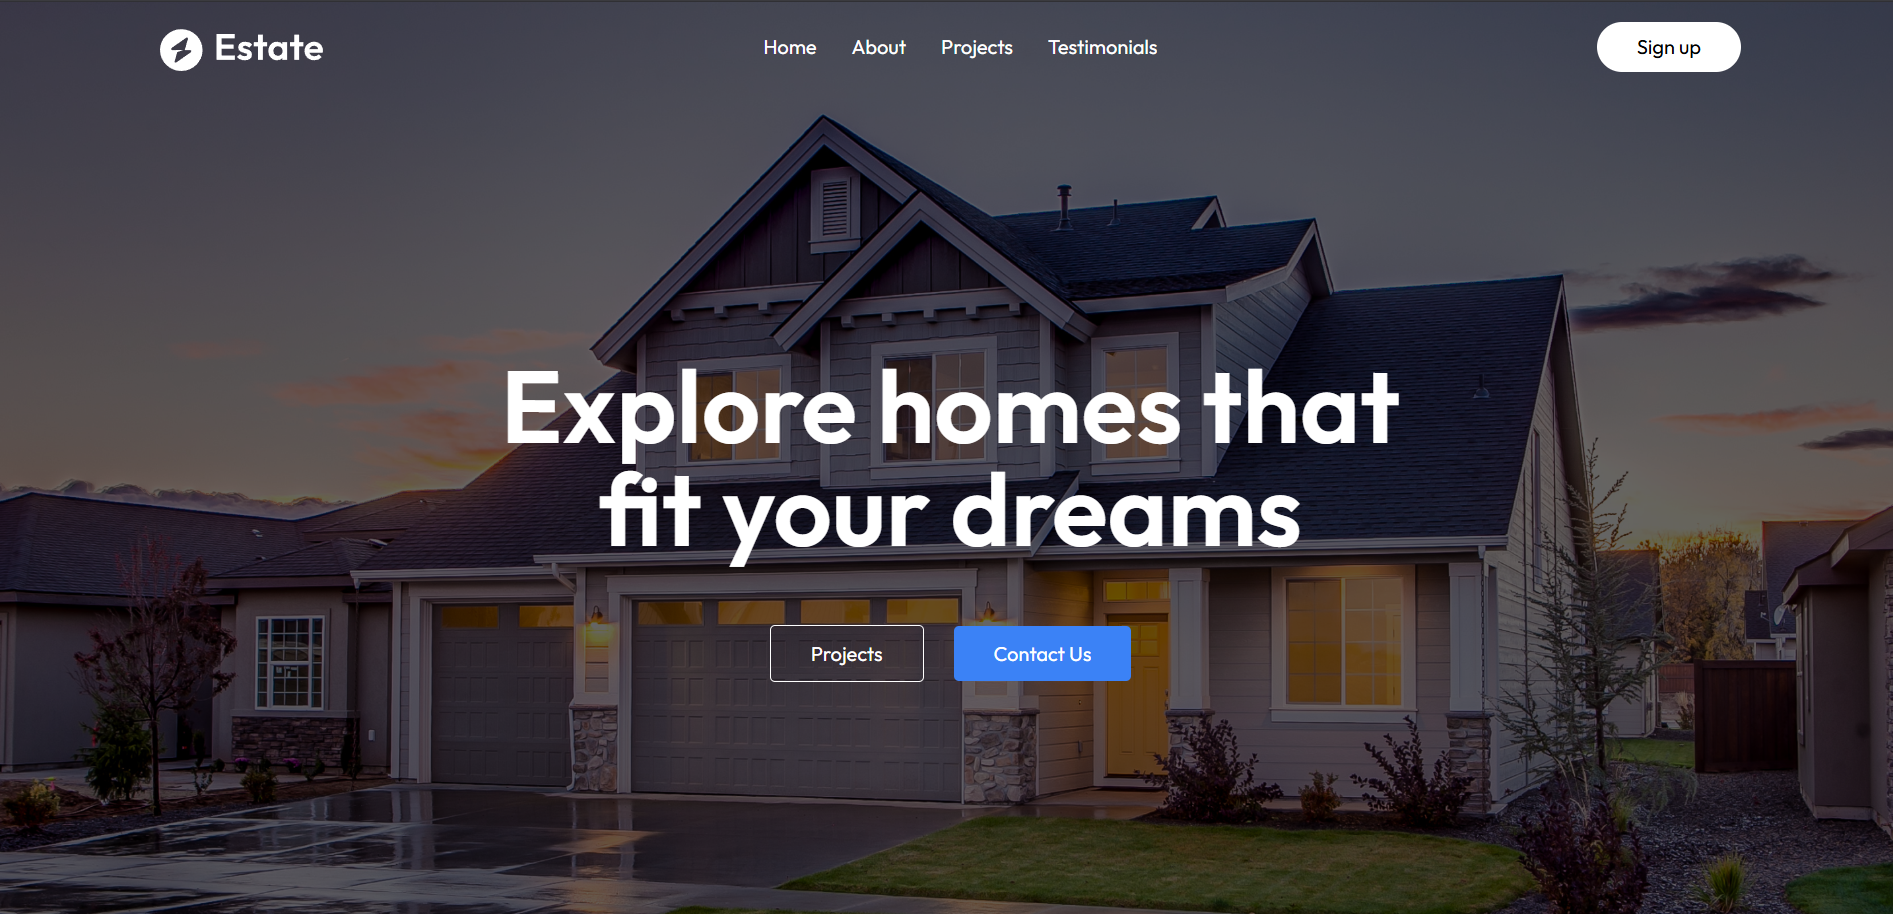 Estate
Home About Projects Testimonials
Sign up
Explore homes that
fit your dreams
Projects
Contact Us